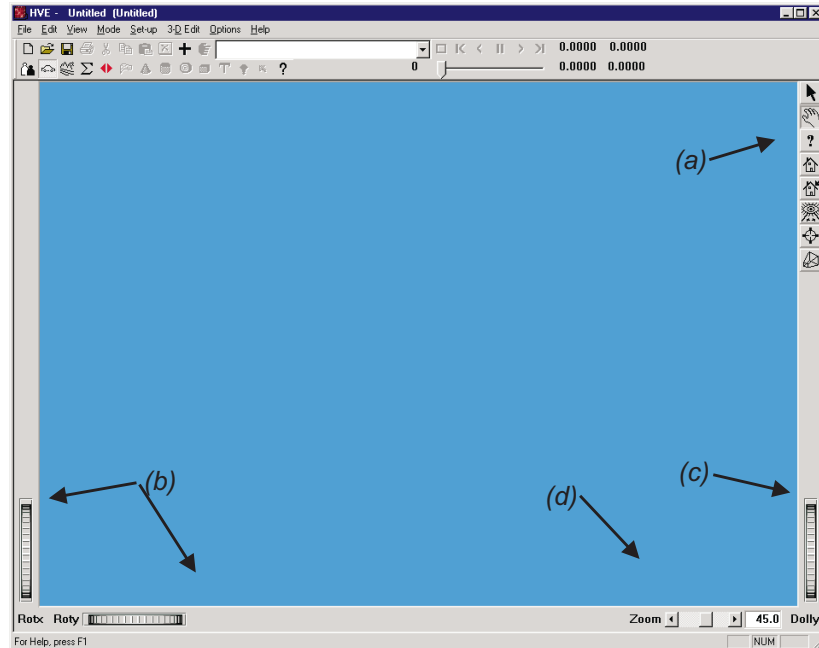 HVE - Untitled (Untitled)
File Edit View Mode Set-up 3-D Edit Options Help
0.0000 0.0000
? 0 0.0000 0.0000
(a)
?
(b)
(c)
(d)
Rotx Roty Zoom 45.0 Dolly
For Help, press F1 NUM